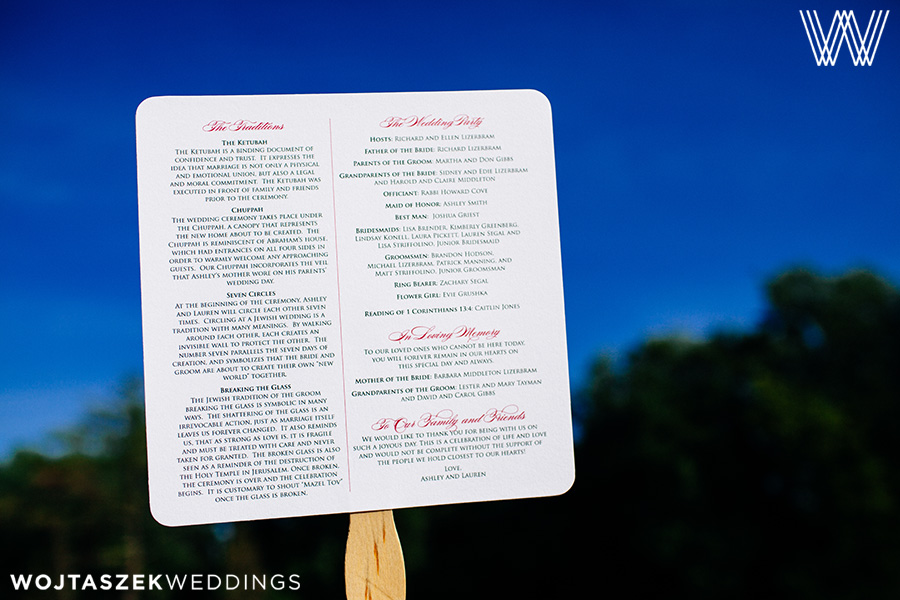 W
The Traditions
The Ketubah
The Ketubah is a binding document of
confidence and trust. It expresses the
idea that marriage is not only a physical
and emotional union, but also a legal
and moral commitment. The Ketubah was
executed in front of family and friends
prior to the ceremony.
Chuppah
The wedding ceremony takes place under
the Chuppah, a canopy that represents
the new home about to be created. The
Chuppah is reminiscent of Abraham's house,
which had entrances on all four sides in
order to warmly welcome any approaching
guests. Our Chuppah incorporates the veil
that Ashley's mother wore on his parents'
wedding day.
Seven Circles
At the beginning of the ceremony, Ashley
and Lauren will circle each other seven
times. Circling at a Jewish wedding is a
tradition with many meanings. By walking
around each other, each creates an
invisible wall to protect the other. The
number seven parallels the seven days of
creation, and symbolizes that the bride and
groom are about to create their own "new
world" together.
Breaking the Glass
The Jewish tradition of the groom
breaking the glass is symbolic in many
ways. The shattering of the glass is an
irrevocable action, just as marriage itself
leaves us forever changed. It also reminds
us, that as strong as love is, it is fragile
and must be treated with care and never
taken for granted. The broken glass is also
seen as a reminder of the destruction of
the Holy Temple in Jerusalem. Once broken,
the ceremony is over and the celebration
begins. It is customary to shout "Mazel Tov"
once the glass is broken.
The Wedding Party
Hosts: Richard and Ellen Lizerbram
Father of the Bride: Richard Lizerbram
Parents of the Groom: Martha and Don Gibbs
Grandparents of the Bride: Sidney and Edie Lizerbram
and Harold and Claire Middleton
Officiant: Rabbi Howard Cove
Maid of Honor: Ashley Smith
Best Man: Joshua Griest
Bridesmaids: Lisa Brender, Kimberly Greenberg,
Lindsay Konell, Laura Pickett, Lauren Segal and
Lisa Striffolino, Junior Bridesmaid
Groomsmen: Brandon Hodson,
Michael Lizerbram, Patrick Manning, and
Matt Striffolino, Junior Groomsman
Ring Bearer: Zachary Segal
Flower Girl: Evie Grushka
Reading of 1 Corinthians 13:4: Caitlin Jones
In Loving Memory
To our loved ones who cannot be here today,
you will forever remain in our hearts on
this special day and always.
Mother of the Bride: Barbara Middleton Lizerbram
Grandparents of the Groom: Lester and Mary Tayman
and David and Carol Gibbs
To Our Family and Friends
We would like to thank you for being with us on
such a joyous day. This is a celebration of life and love
and would not be complete without the support of
the people we hold closest to our hearts!
Love,
Ashley and Lauren
WOJTASZEKWEDDINGS